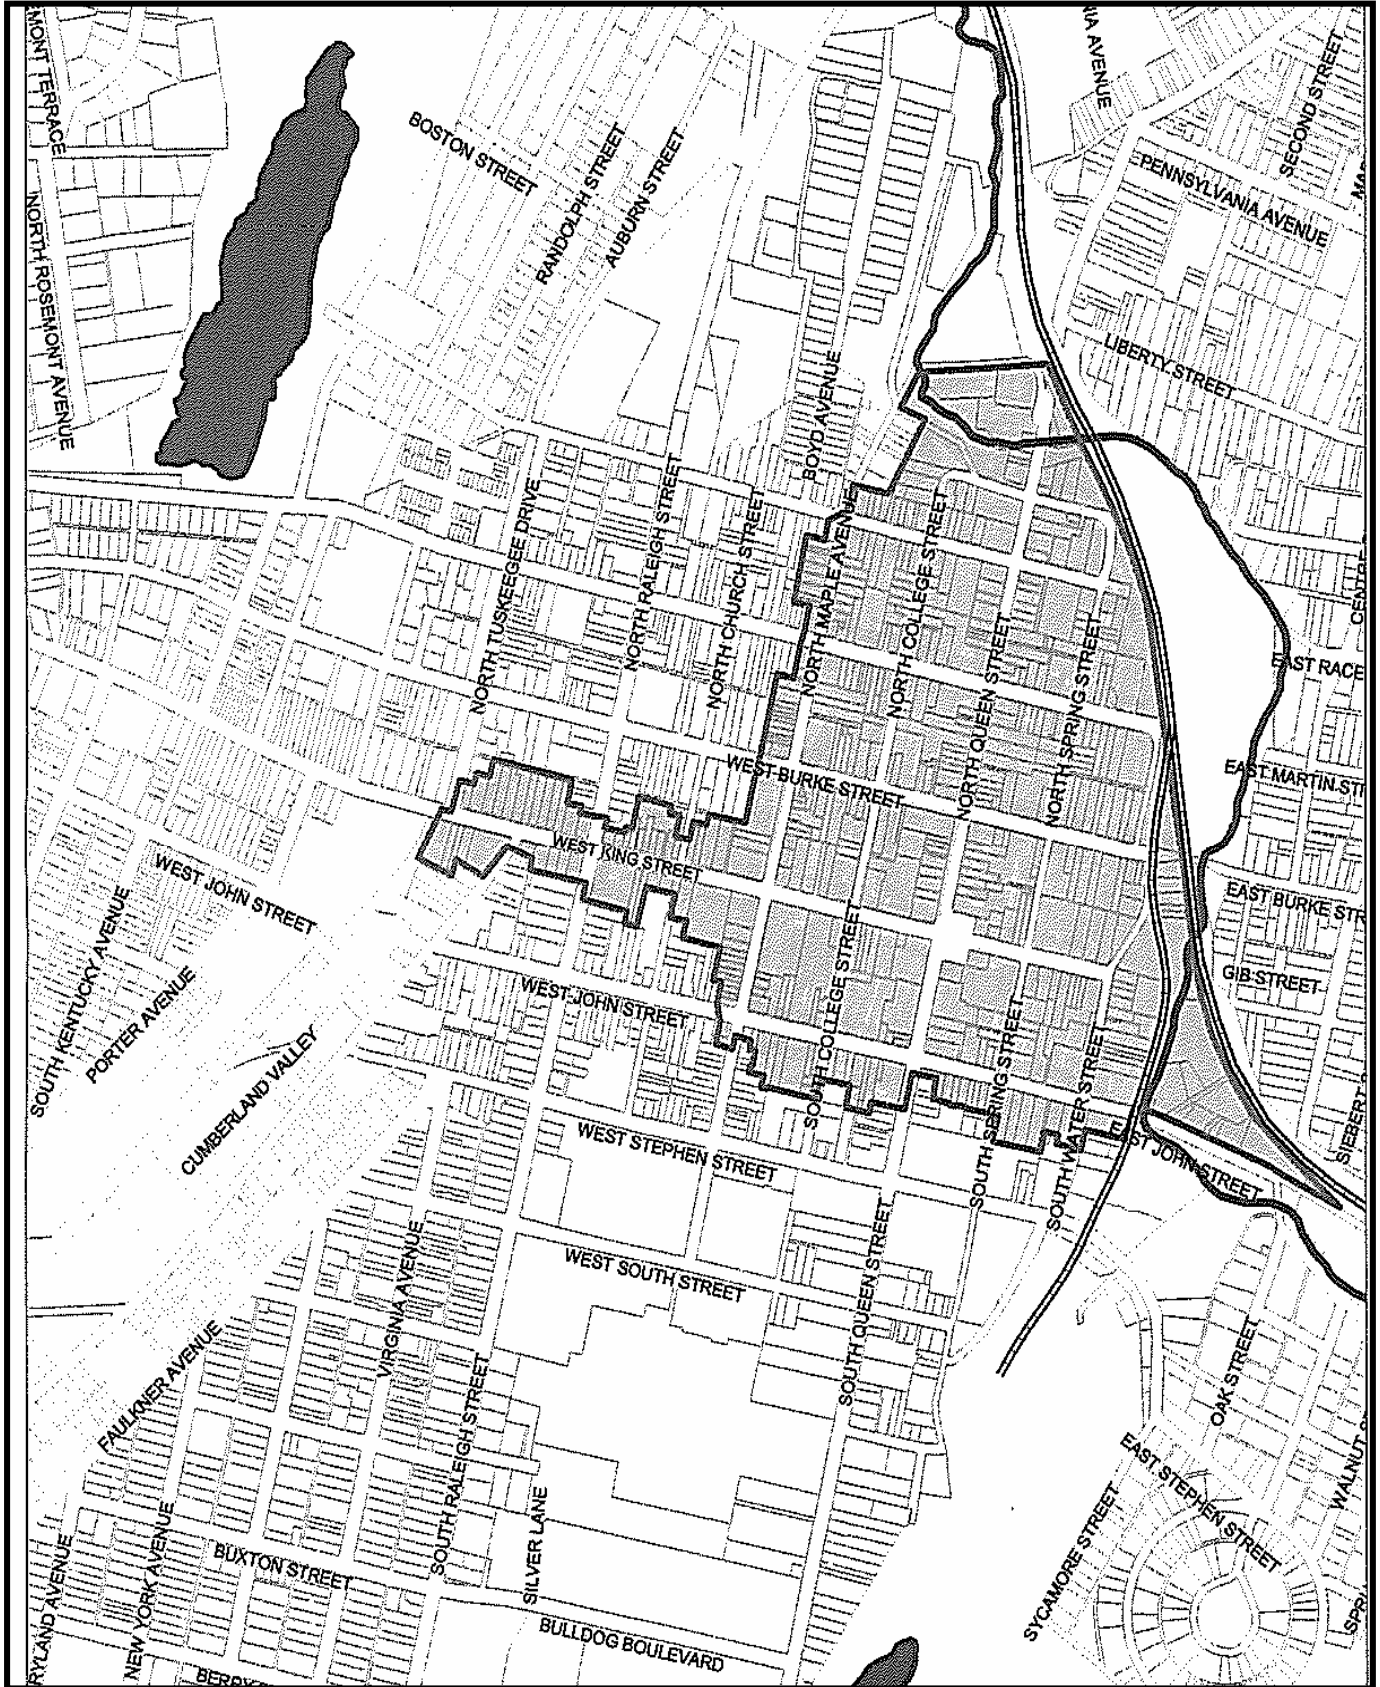 SECOND STREET
BOSTON STREET
RANDOLPH STREET
AUBURN STREET
PENNSYLVANIA AVENUE
NORTH ROSEMONT AVENUE
LIBERTY STREET
BOYD AVENUE
NORTH TUSKEEGEE DRIVE
NORTH RALEIGH STREET
NORTH CHURCH STREET
NORTH MAPLE AVENUE
NORTH COLLEGE STREET
NORTH QUEEN STREET
NORTH SPRING STREET
EAST RACE
WEST BURKE STREET
EAST MARTIN ST
WEST KING STREET
WEST JOHN STREET
EAST BURKE STR
SOUTH KENTUCKY AVENUE
PORTER AVENUE
GIB STREET
WEST JOHN STREET
SOUTH COLLEGE STREET
CUMBERLAND VALLEY
SOUTH SPRING STREET
SOUTH WATER STREET
WEST STEPHEN STREET
EAST JOHN STREET
WEST SOUTH STREET
SOUTH QUEEN STREET
VIRGINIA AVENUE
FAULKNER AVENUE
SOUTH RALEIGH STREET
OAK STREET
EAST STEPHEN STREET
SYCAMORE STREET
SILVER LANE
NEW YORK AVENUE
BUXTON STREET
RYLAND AVENUE
BULLDOG BOULEVARD